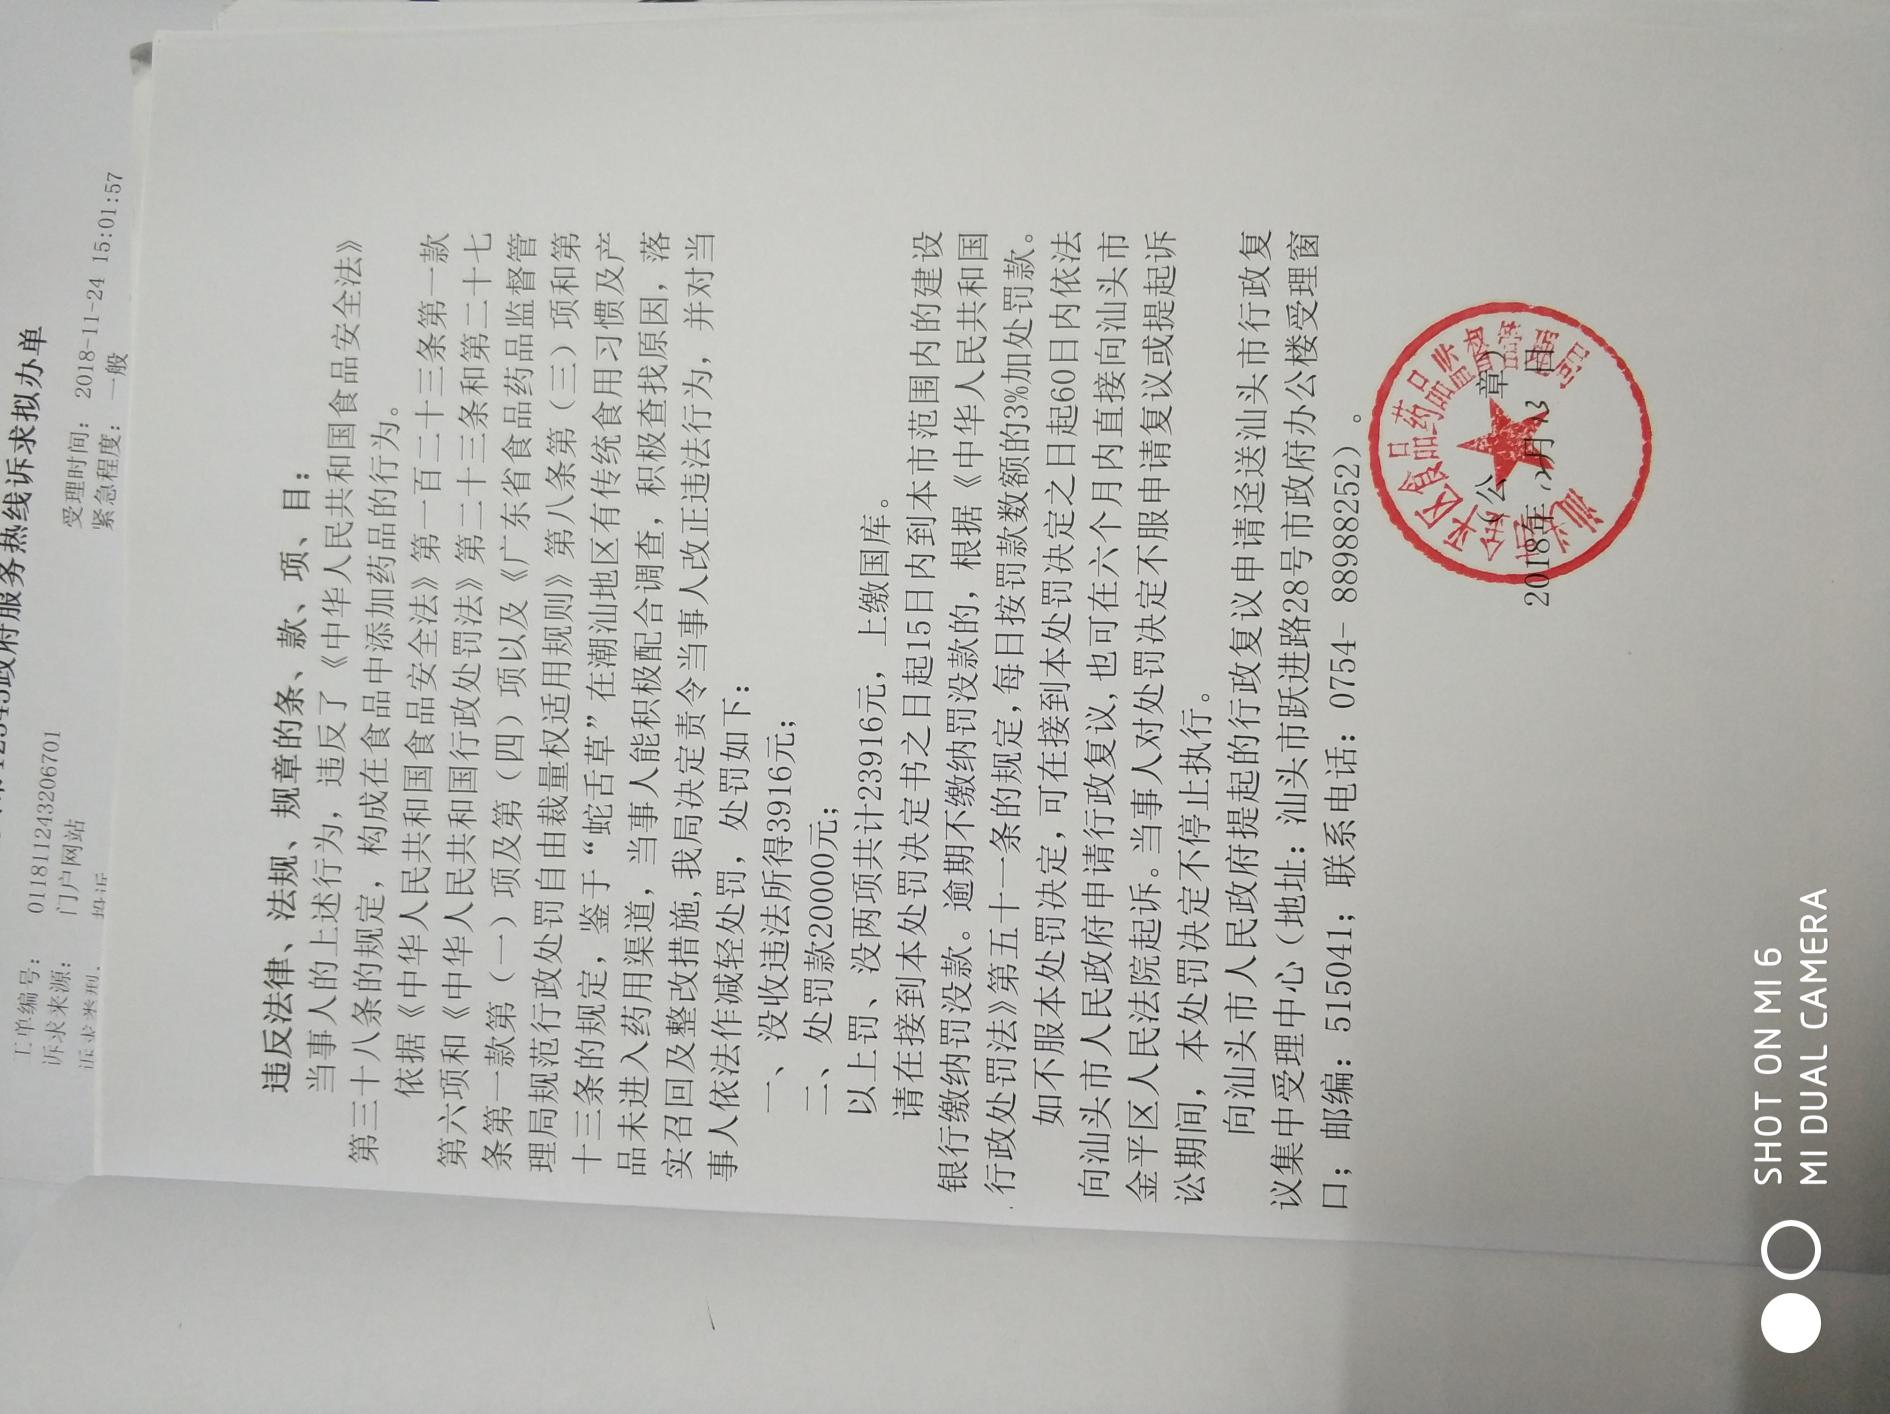 政府服务热线诉求拟办单
工单编号： 011811243206701 受理时间： 2018-11-24 15:01:57
诉求来源： 门户网站 紧急程度： 一般
诉求类别： 投诉
违反法律、法规、规章的条、款、项、目：
当事人的上述行为，违反了《中华人民共和国食品安全法》
第三十八条的规定，构成在食品中添加药品的行为。
依据《中华人民共和国食品安全法》第一百二十三条第一款
第六项和《中华人民共和国行政处罚法》第二十三条和第二十七
条第一款第（一）项及第（四）项以及《广东省食品药品监督管
理局规范行政处罚自由裁量权适用规则》第八条第（三）项和第
十三条的规定，鉴于“蛇舌草”在潮汕地区有传统食用习惯及产
品未进入药用渠道，当事人能积极配合调查，积极查找原因，落
实召回及整改措施,我局决定责令当事人改正违法行为，并对当
事人依法作减轻处罚，处罚如下：
一、没收违法所得3916元；
二、处罚款20000元；
以上罚、没两项共计23916元，上缴国库。
请在接到本处罚决定书之日起15日内到本市范围内的建设
银行缴纳罚没款。逾期不缴纳罚没款的，根据《中华人民共和国
行政处罚法》第五十一条的规定，每日按罚款数额的3%加处罚款。
如不服本处罚决定，可在接到本处罚决定之日起60日内依法
向汕头市人民政府申请行政复议，也可在六个月内直接向汕头市
金平区人民法院起诉。当事人对处罚决定不服申请复议或提起诉
讼期间，本处罚决定不停止执行。
向汕头市人民政府提起的行政复议申请迳送汕头市行政复
议集中受理中心（地址：汕头市跃进路28号市政府办公楼受理窗
口；邮编：515041；联系电话：0754- 88988252）。
（公 章）
2018年12月13日
汕头市金平区食品药品监督管理局
SHOT ON MI 6
MI DUAL CAMERA